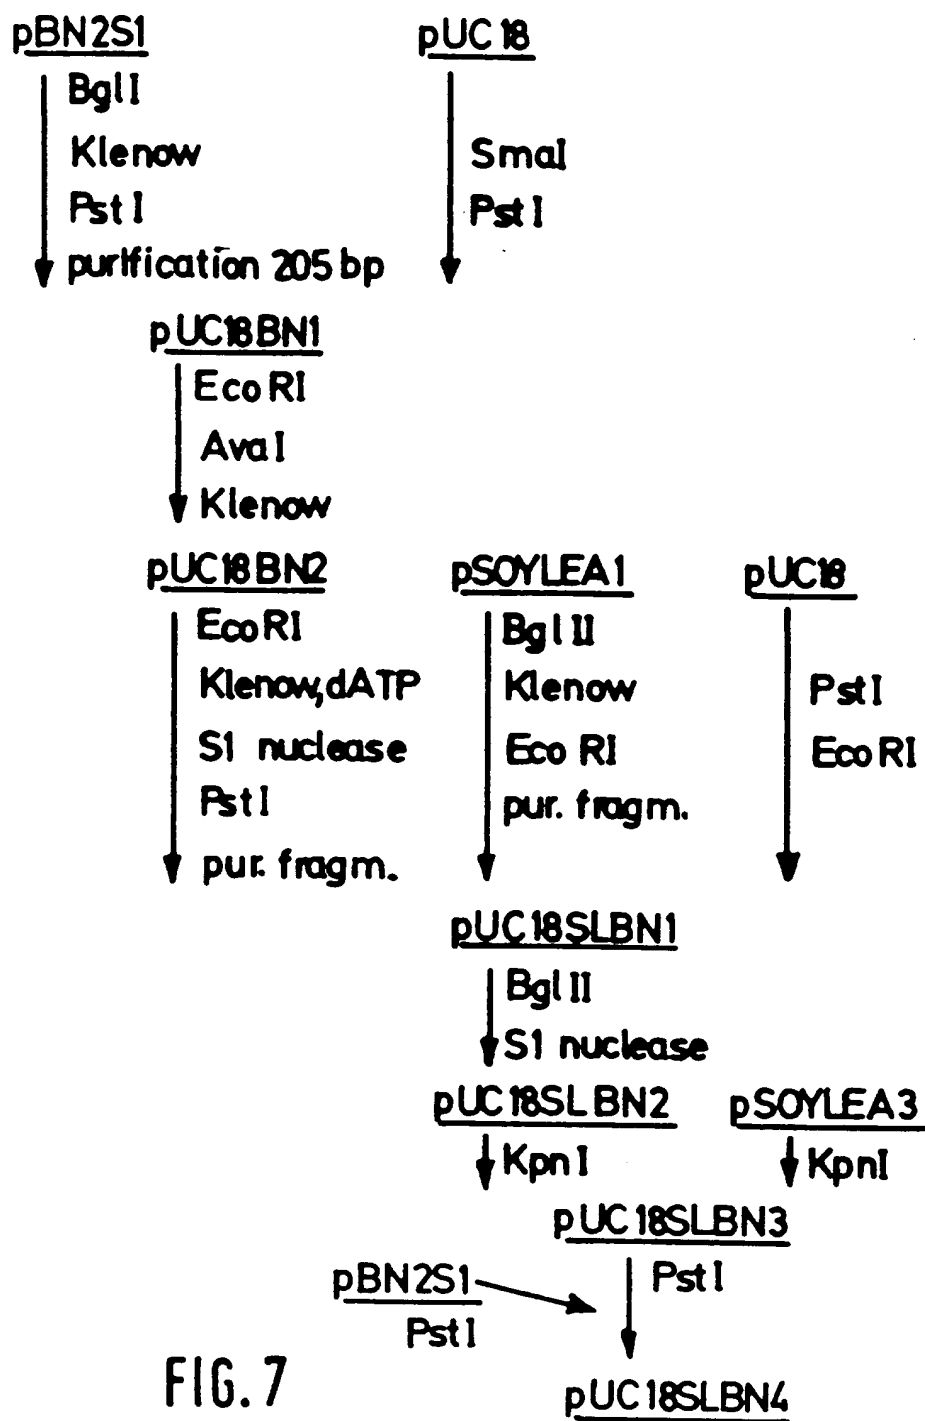 pBN2S1
pUC18
BglI
Klenow
PstI
purification 205 bp
SmaI
PstI
pUC18BN1
EcoRI
AvaI
Klenow
pUC18BN2
pSOYLEA1
pUC18
EcoRI
Klenow,dATP
S1 nuclease
PstI
pur. fragm.
BglII
Klenow
EcoRI
pur. fragm.
PstI
EcoRI
pUC18SLBN1
BglII
S1 nuclease
pUC18SLBN2
pSOYLEA3
KpnI
KpnI
pUC18SLBN3
pBN2S1
PstI
PstI
pUC18SLBN4
FIG. 7